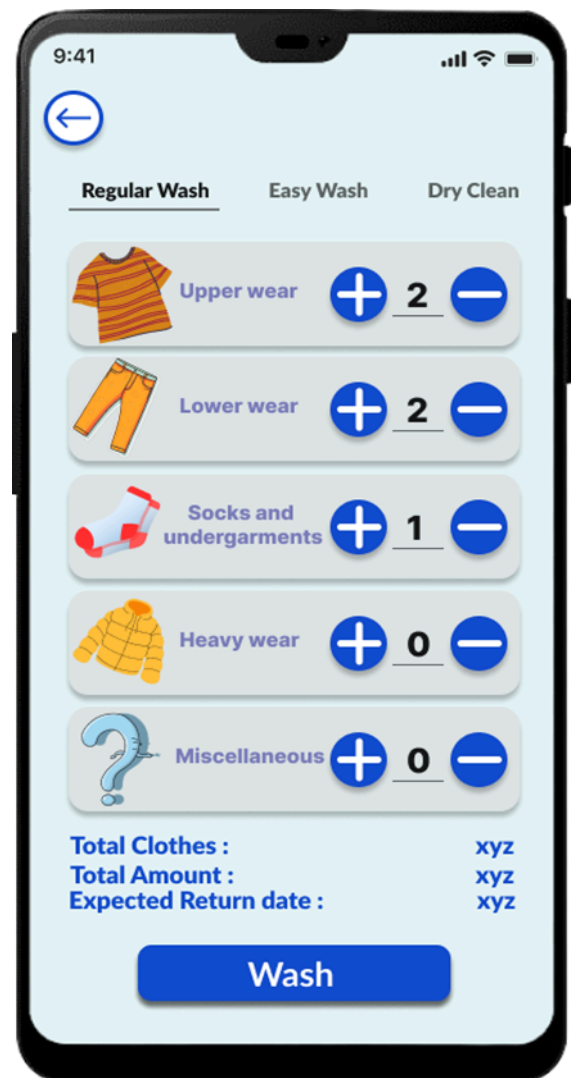 9:41
Regular Wash Easy Wash Dry Clean
Upper wear 2
Lower wear 2
Socks and
undergarments 1
Heavy wear 0
Miscellaneous 0
Total Clothes : xyz
Total Amount : xyz
Expected Return date : xyz
Wash